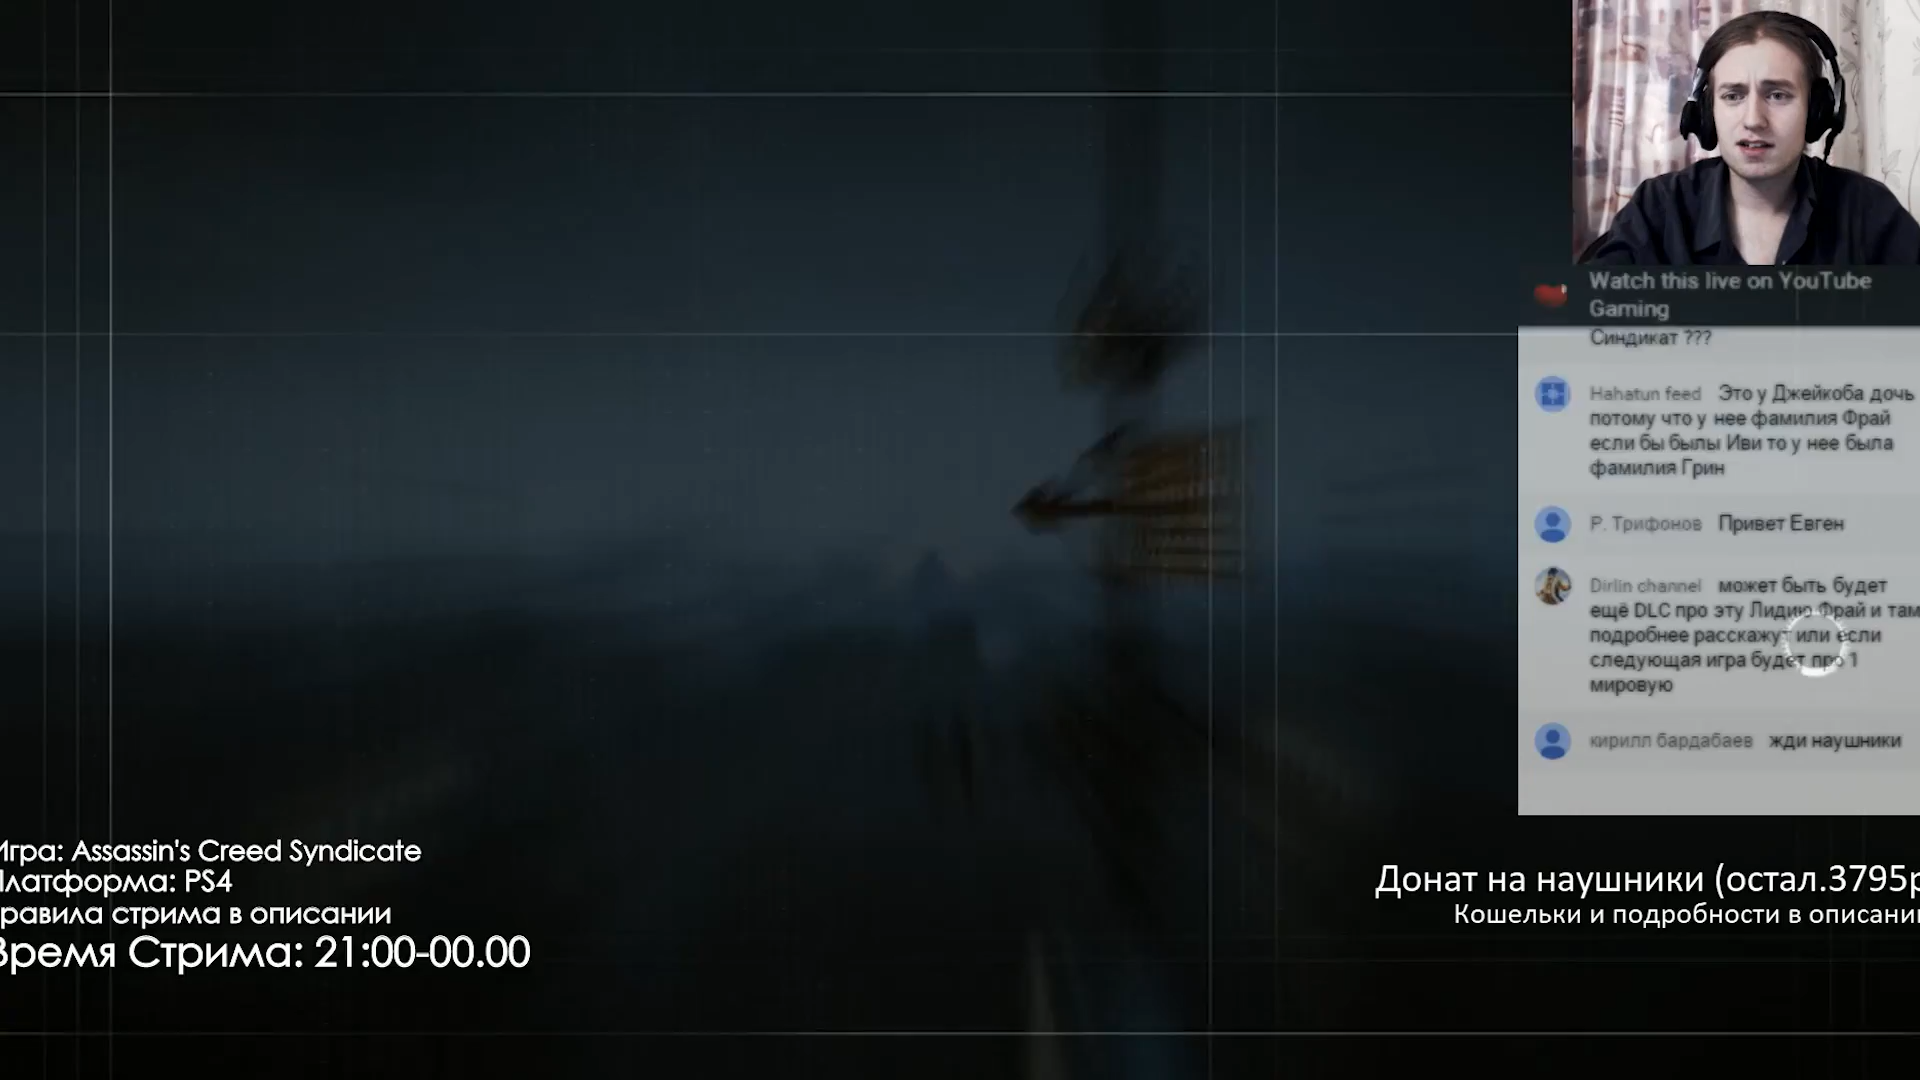 Watch this live on YouTube
Gaming
Синдикат ???
Hahatun feed Это у Джейкоба дочь
потому что у нее фамилия Фрай
если бы былы Иви то у нее была
фамилия Грин
Р. Трифонов Привет Евген
Dirlin channel может быть будет
ещё DLC про эту Лидию Фрай и там
подробнее расскажут или если
следующая игра будет про 1
мировую
кирилл бардабаев жди наушники
Игра: Assassin's Creed Syndicate
Платформа: PS4
равила стрима в описании
Время Стрима: 21:00-00.00
Донат на наушники (остал.3795р
Кошельки и подробности в описании